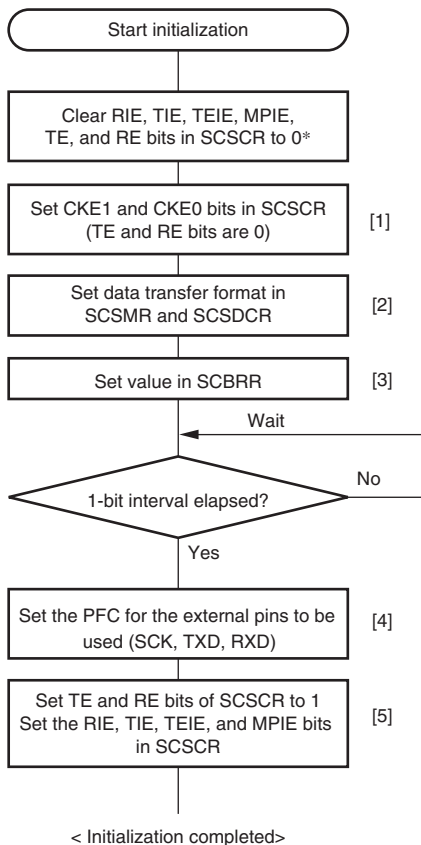 Start initialization
Clear RIE, TIE, TEIE, MPIE,
TE, and RE bits in SCSCR to 0*
Set CKE1 and CKE0 bits in SCSCR
(TE and RE bits are 0)
[1]
Set data transfer format in
SCSMR and SCSDCR
[2]
Set value in SCBRR
[3]
Wait
1-bit interval elapsed?
No
Yes
Set the PFC for the external pins to be
used (SCK, TXD, RXD)
[4]
Set TE and RE bits of SCSCR to 1
Set the RIE, TIE, TEIE, and MPIE bits
in SCSCR
[5]
< Initialization completed>